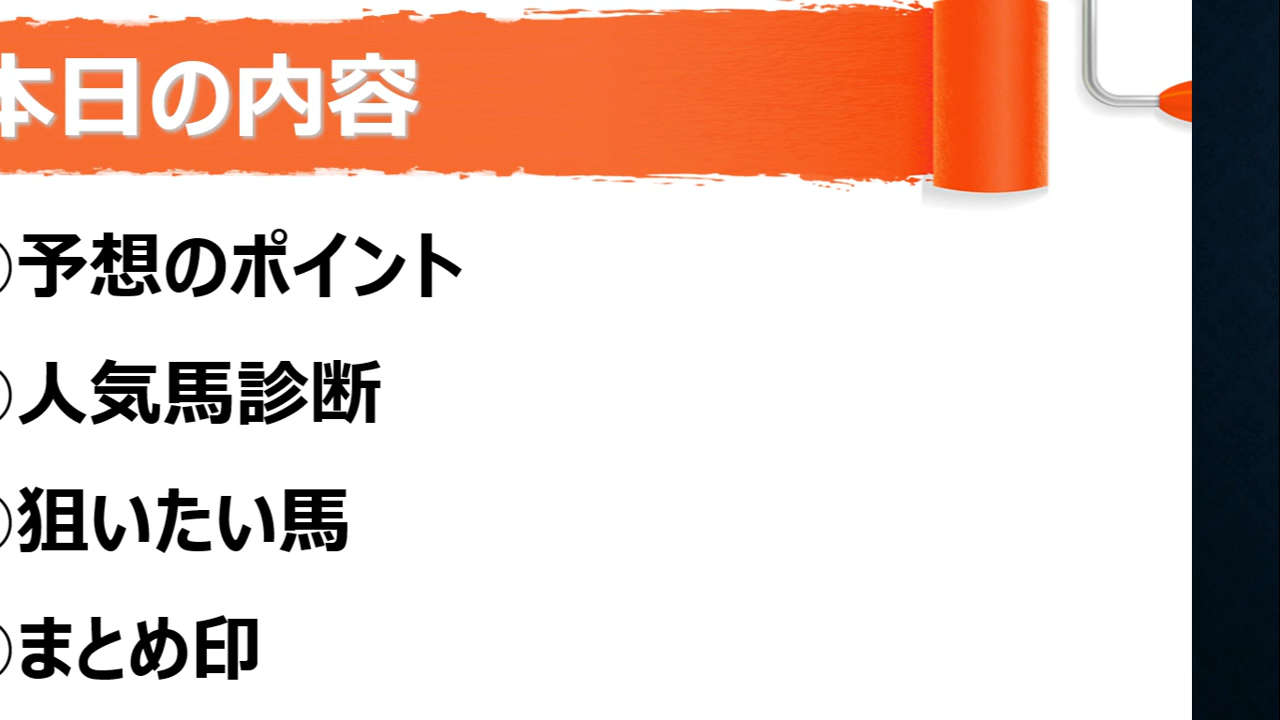 本日の内容
予想のポイント
人気馬診断
狙いたい馬
まとめ印